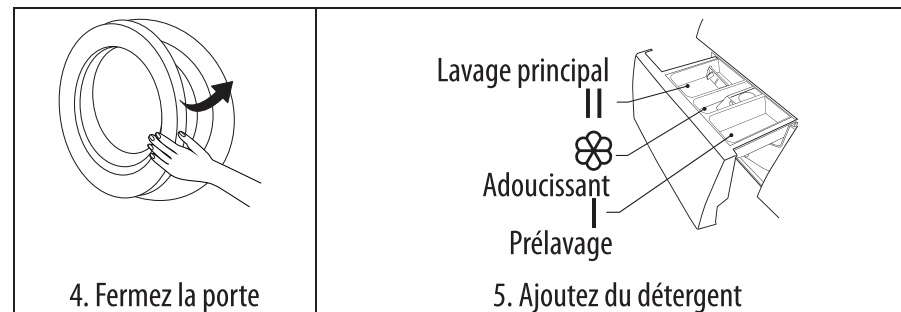 4. Fermez la porte
Lavage principal
II
Adoucissant
I
Prélavage
5. Ajoutez du détergent